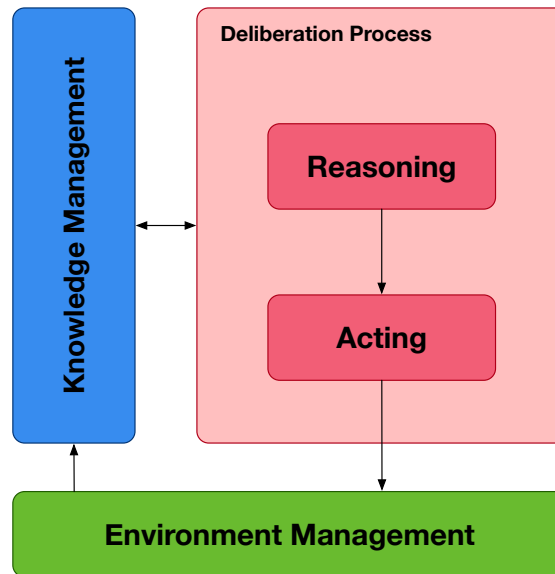 Knowledge Management
Deliberation Process
Reasoning
Acting
Environment Management